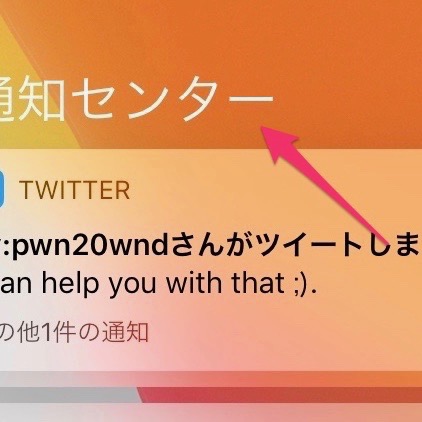 通知センター
TWITTER
:pwn20wndさんがツイートしま
an help you with that ;).
の他1件の通知